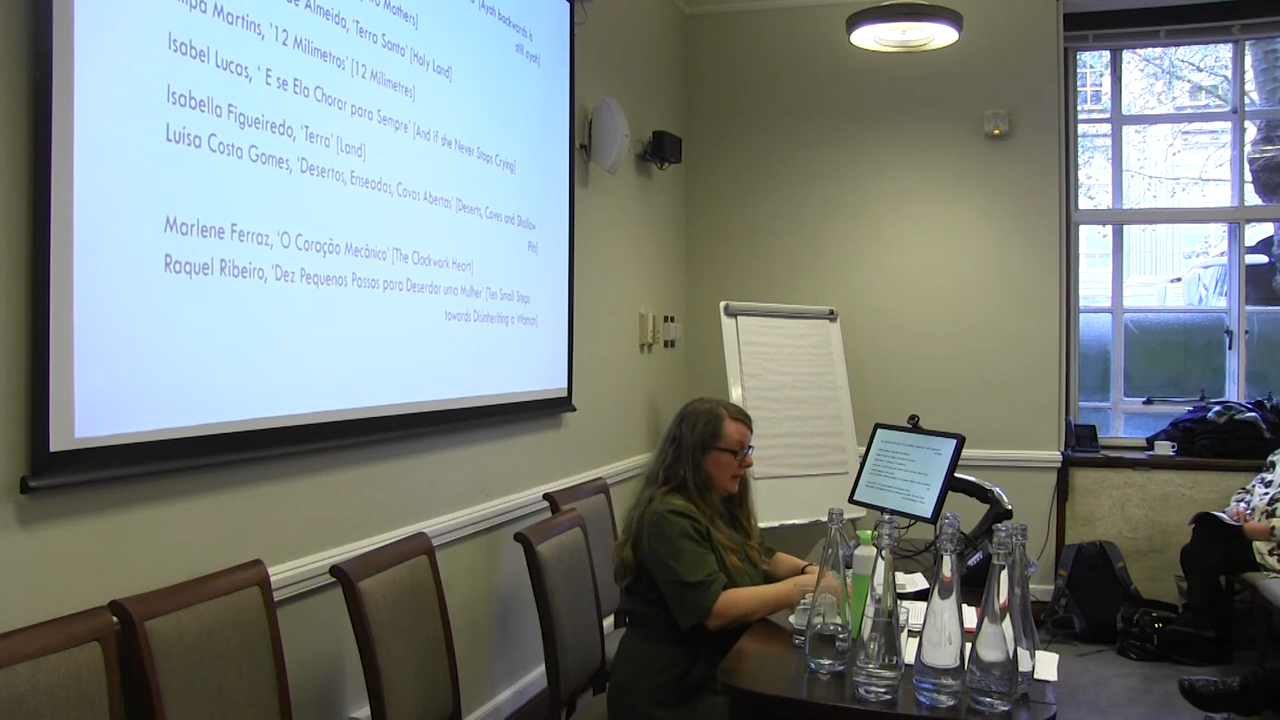 [Ayah backwards is
o Mothers]
still ayah]
e Almeida, 'Terra Santa' [Holy Land]
ipa Martins, '12 Milímetros' [12 Milimetres]
Isabel Lucas, ' E se Ela Chorar para Sempre' [And if she Never Stops Crying]
Isabella Figueiredo, 'Terra' [Land]
Luísa Costa Gomes, 'Desertos, Enseadas, Covas Abertas' [Deserts, Coves and Shallow
Pits]
Marlene Ferraz, 'O Coração Mecânico' [The Clockwork Heart]
Raquel Ribeiro, 'Dez Pequenos Passos para Deserdar uma Mulher' [Ten Small Steps
towards Disinheriting a Woman]